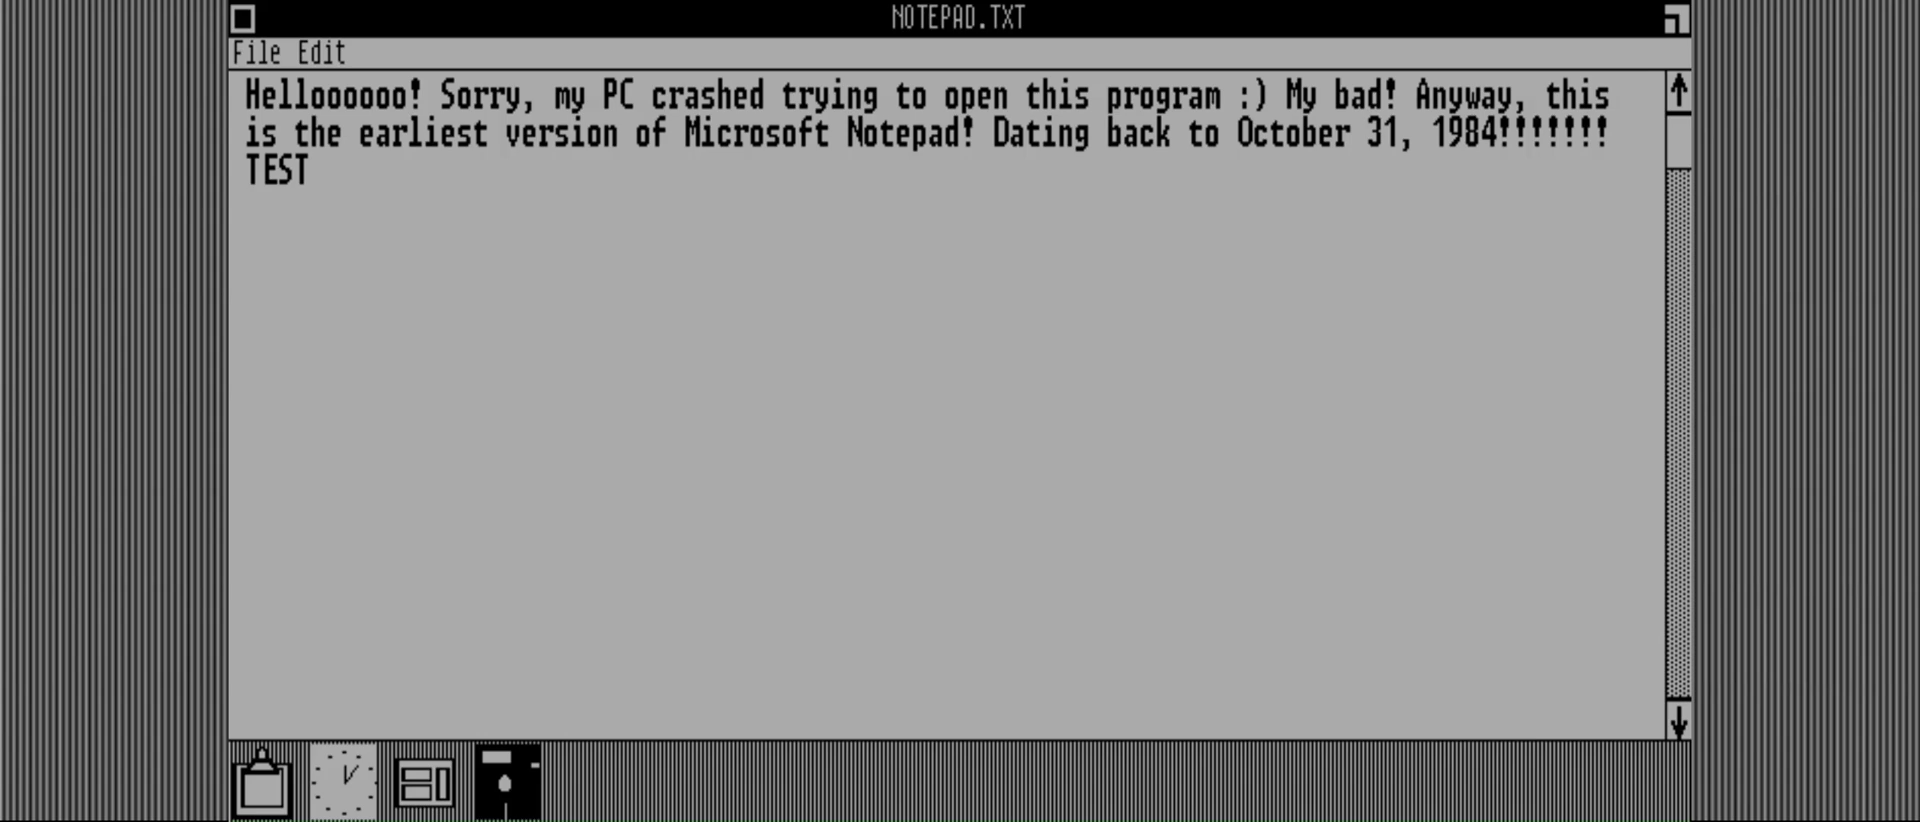 NOTEPAD.TXT
File Edit
Helloooooo! Sorry, my PC crashed trying to open this program :) My bad! Anyway, this
is the earliest version of Microsoft Notepad! Dating back to October 31, 1984!!!!!!!
TEST